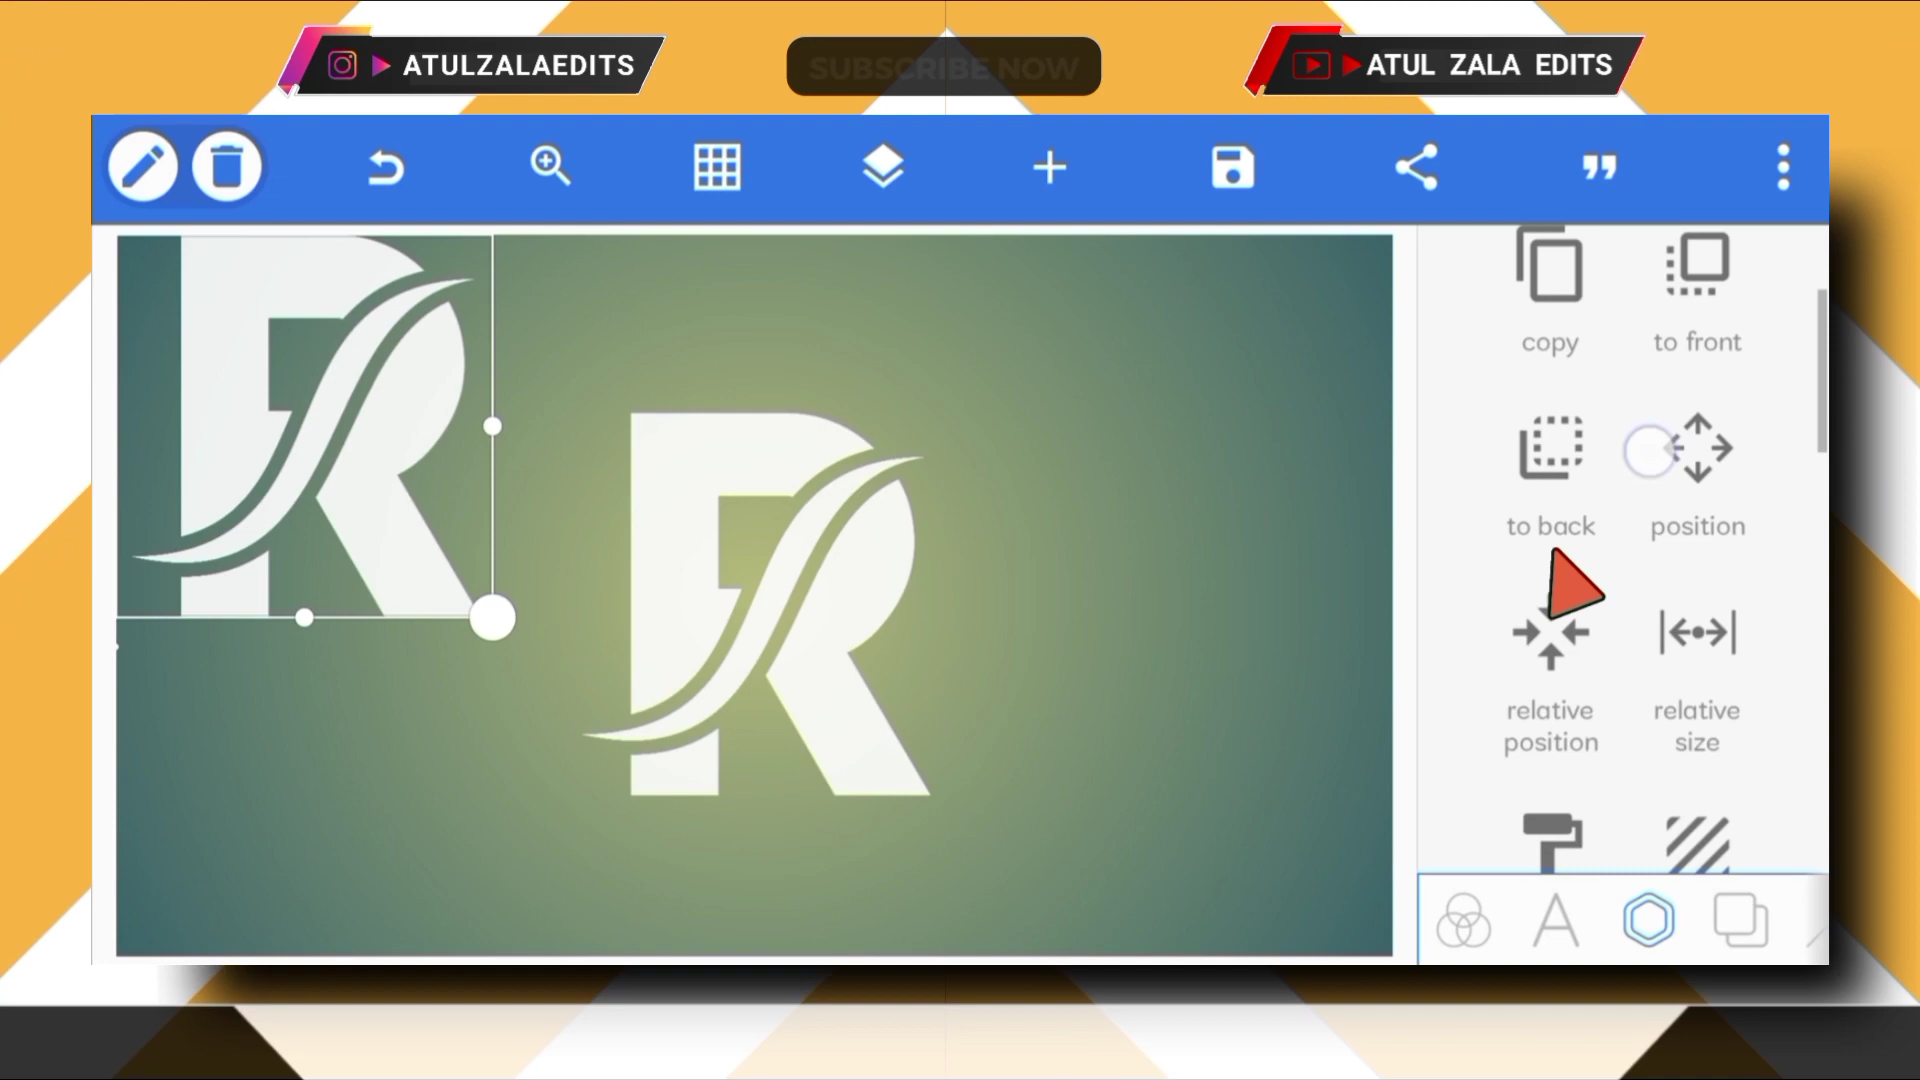 ATULZALAEDITS
SUBSCRIBE NOW
ATUL ZALA EDITS
copy
to front
to back
position
relative
position
relative
size
R
R